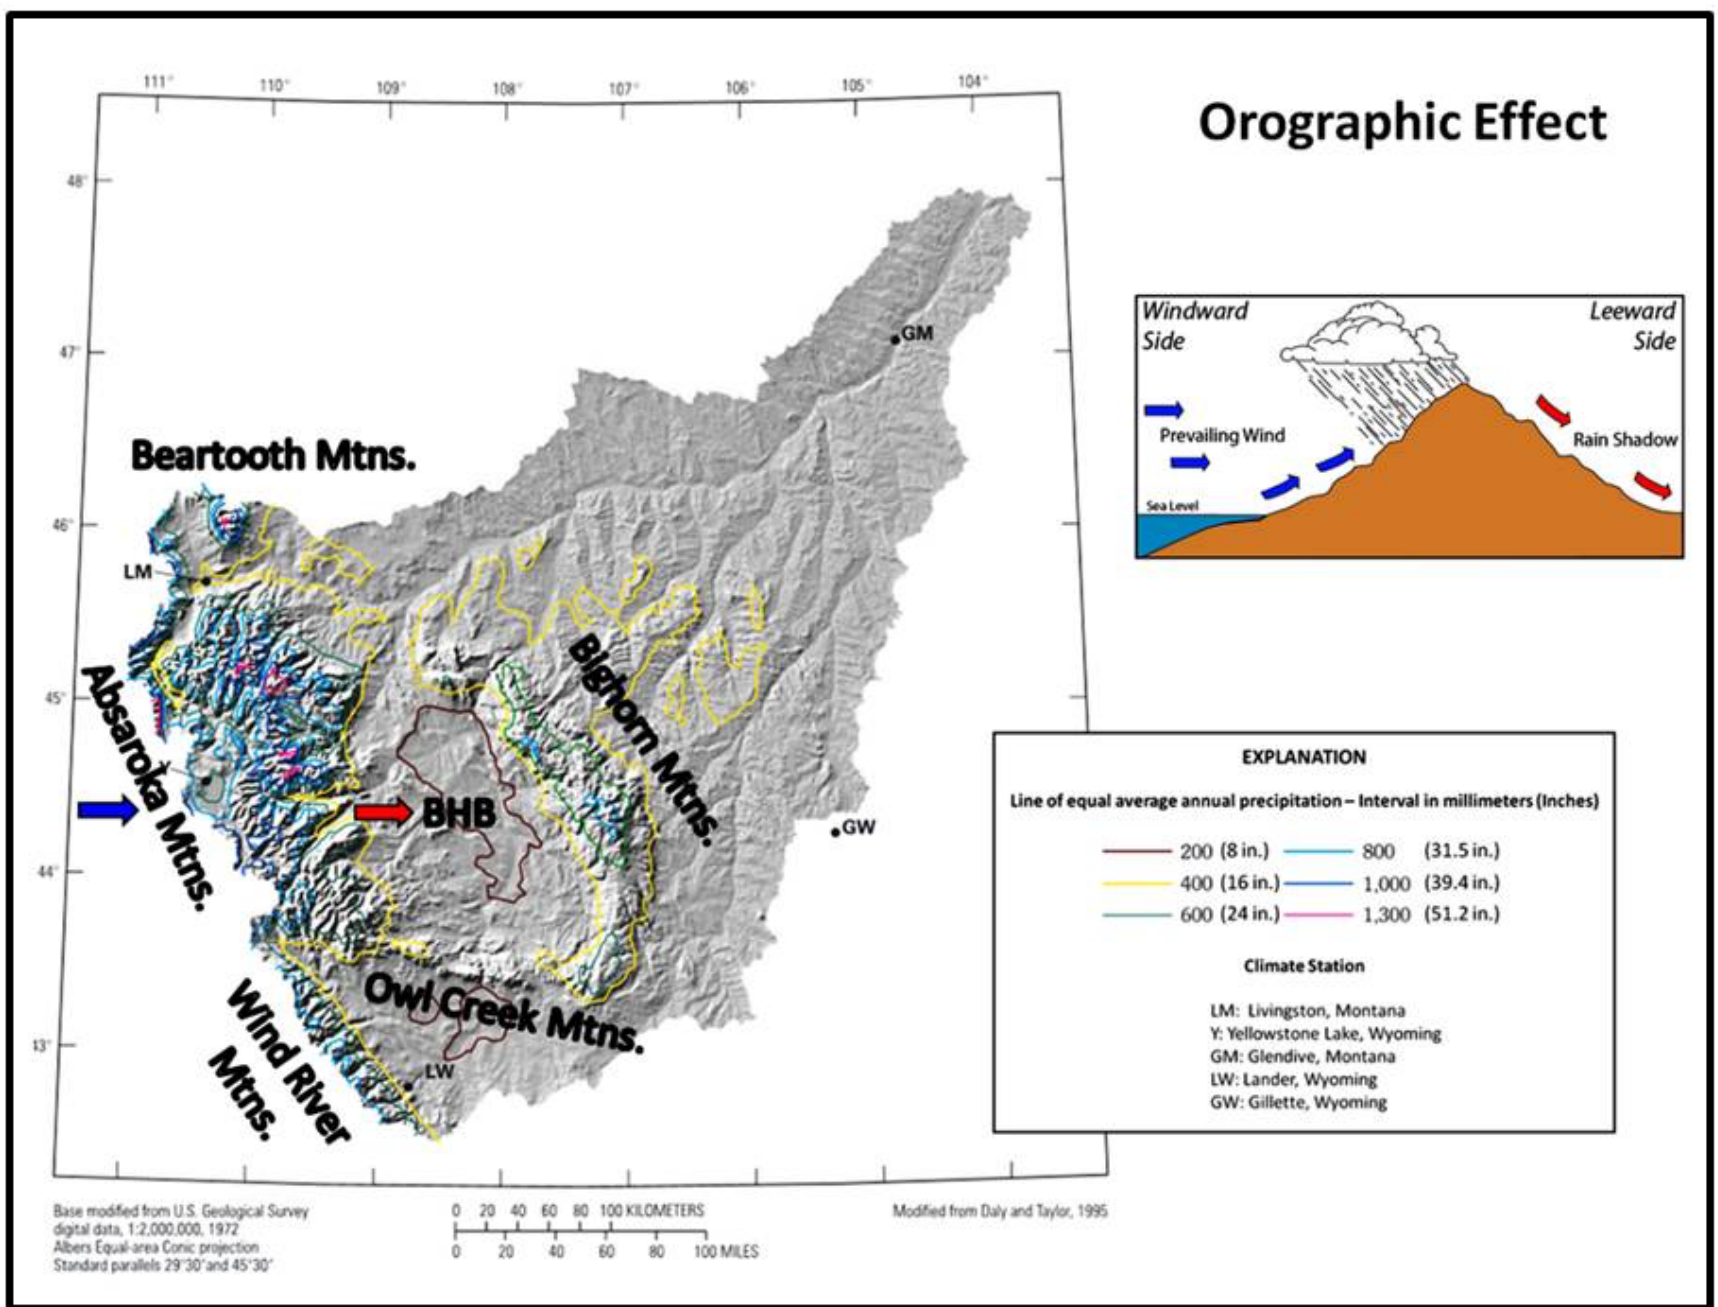 Orographic Effect
111°
110°
109°
108°
107°
106°
105°
104°
48°
47°
46°
45°
44°
43°
GM
Beartooth Mtns.
LM
Absaroka Mtns.
Bighorn Mtns.
BHB
GW
Owl Creek Mtns.
Wind River
Mtns.
LW
Windward
Side
Leeward
Side
Prevailing Wind
Rain Shadow
Sea Level
EXPLANATION
Line of equal average annual precipitation – Interval in millimeters (Inches)
200 (8 in.) 800 (31.5 in.)
400 (16 in.) 1,000 (39.4 in.)
600 (24 in.) 1,300 (51.2 in.)
Climate Station
LM: Livingston, Montana
Y: Yellowstone Lake, Wyoming
GM: Glendive, Montana
LW: Lander, Wyoming
GW: Gillette, Wyoming
Base modified from U.S. Geological Survey
digital data, 1:2,000,000, 1972
Albers Equal-area Conic projection
Standard parallels 29°30'and 45°30'
0 20 40 60 80 100 KILOMETERS
0 20 40 60 80 100 MILES
Modified from Daly and Taylor, 1995